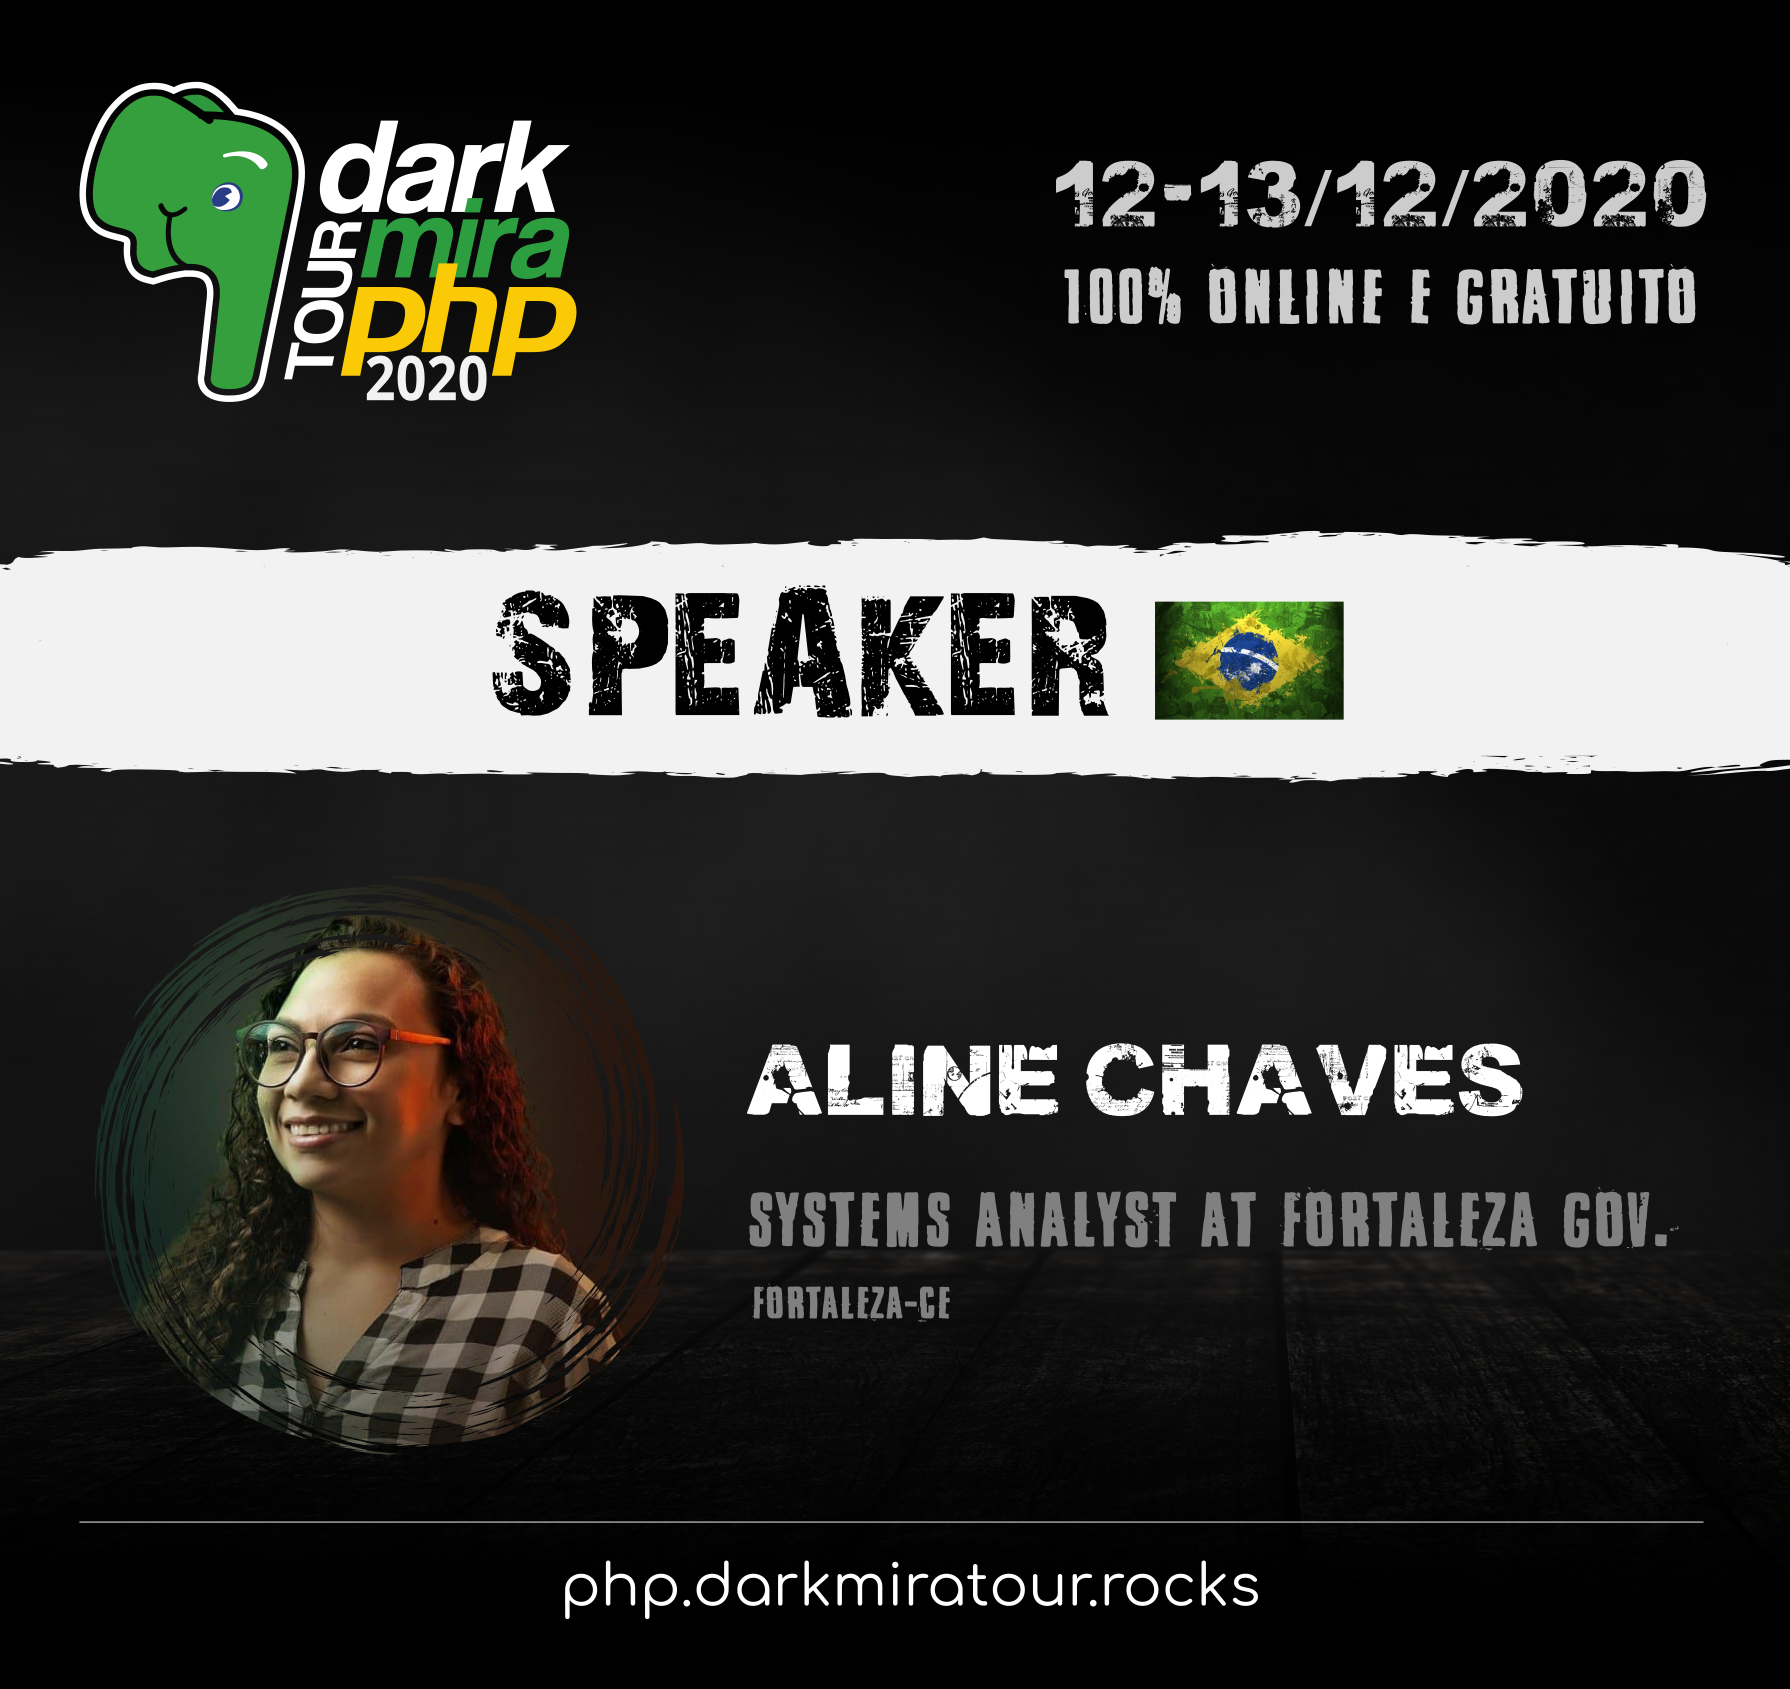 dark
mira
TOUR
php
2020
12-13/12/2020
100% ONLINE E GRATUITO
SPEAKER
ALINE CHAVES
SYSTEMS ANALYST AT FORTALEZA GOV.
FORTALEZA-CE
php.darkmiratour.rocks